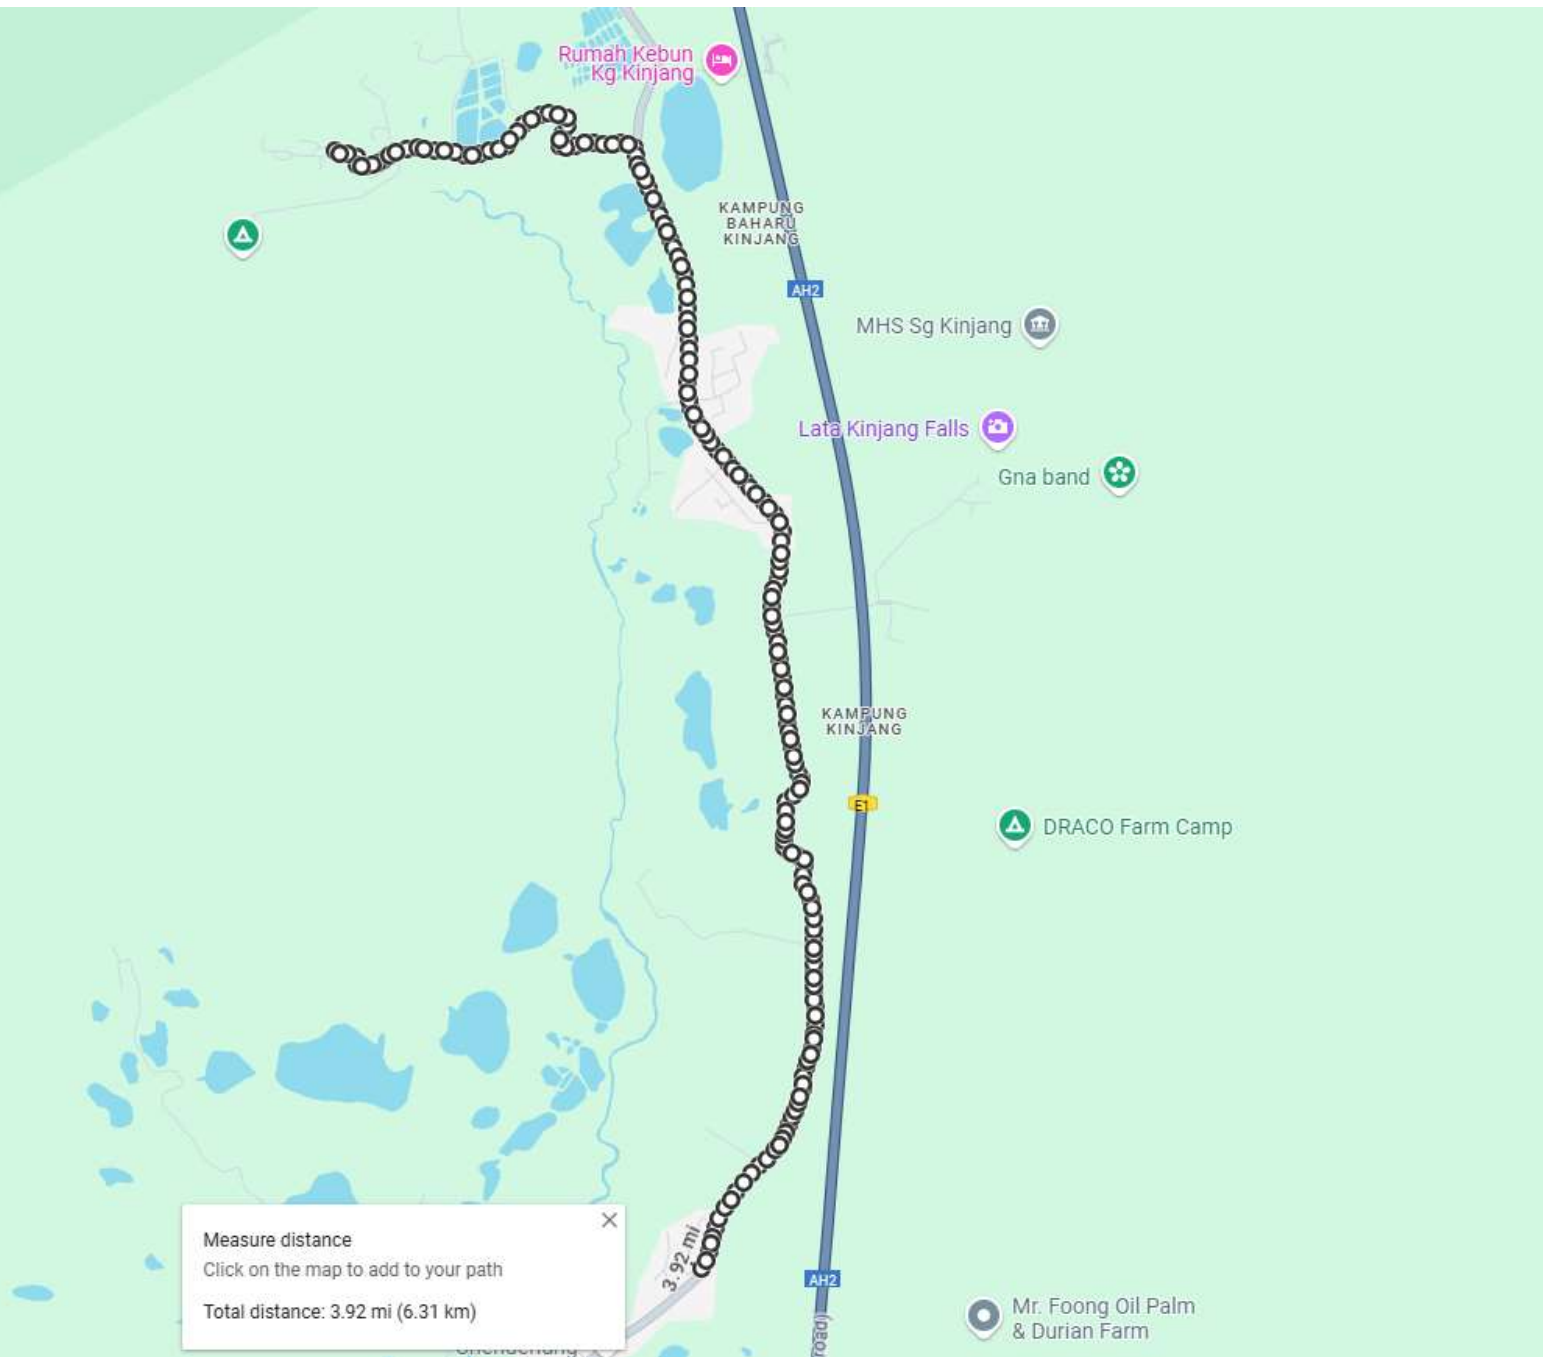 Rumah Kebun
Kg Kinjang
KAMPUNG
BAHARU
KINJANG
AH2
MHS Sg Kinjang
Lata Kinjang Falls
Gna band
KAMPUNG
KINJANG
E1
DRACO Farm Camp
3.92 mi
Measure distance
Click on the map to add to your path
Total distance: 3.92 mi (6.31 km)
AH2
Mr. Foong Oil Palm
& Durian Farm
road)